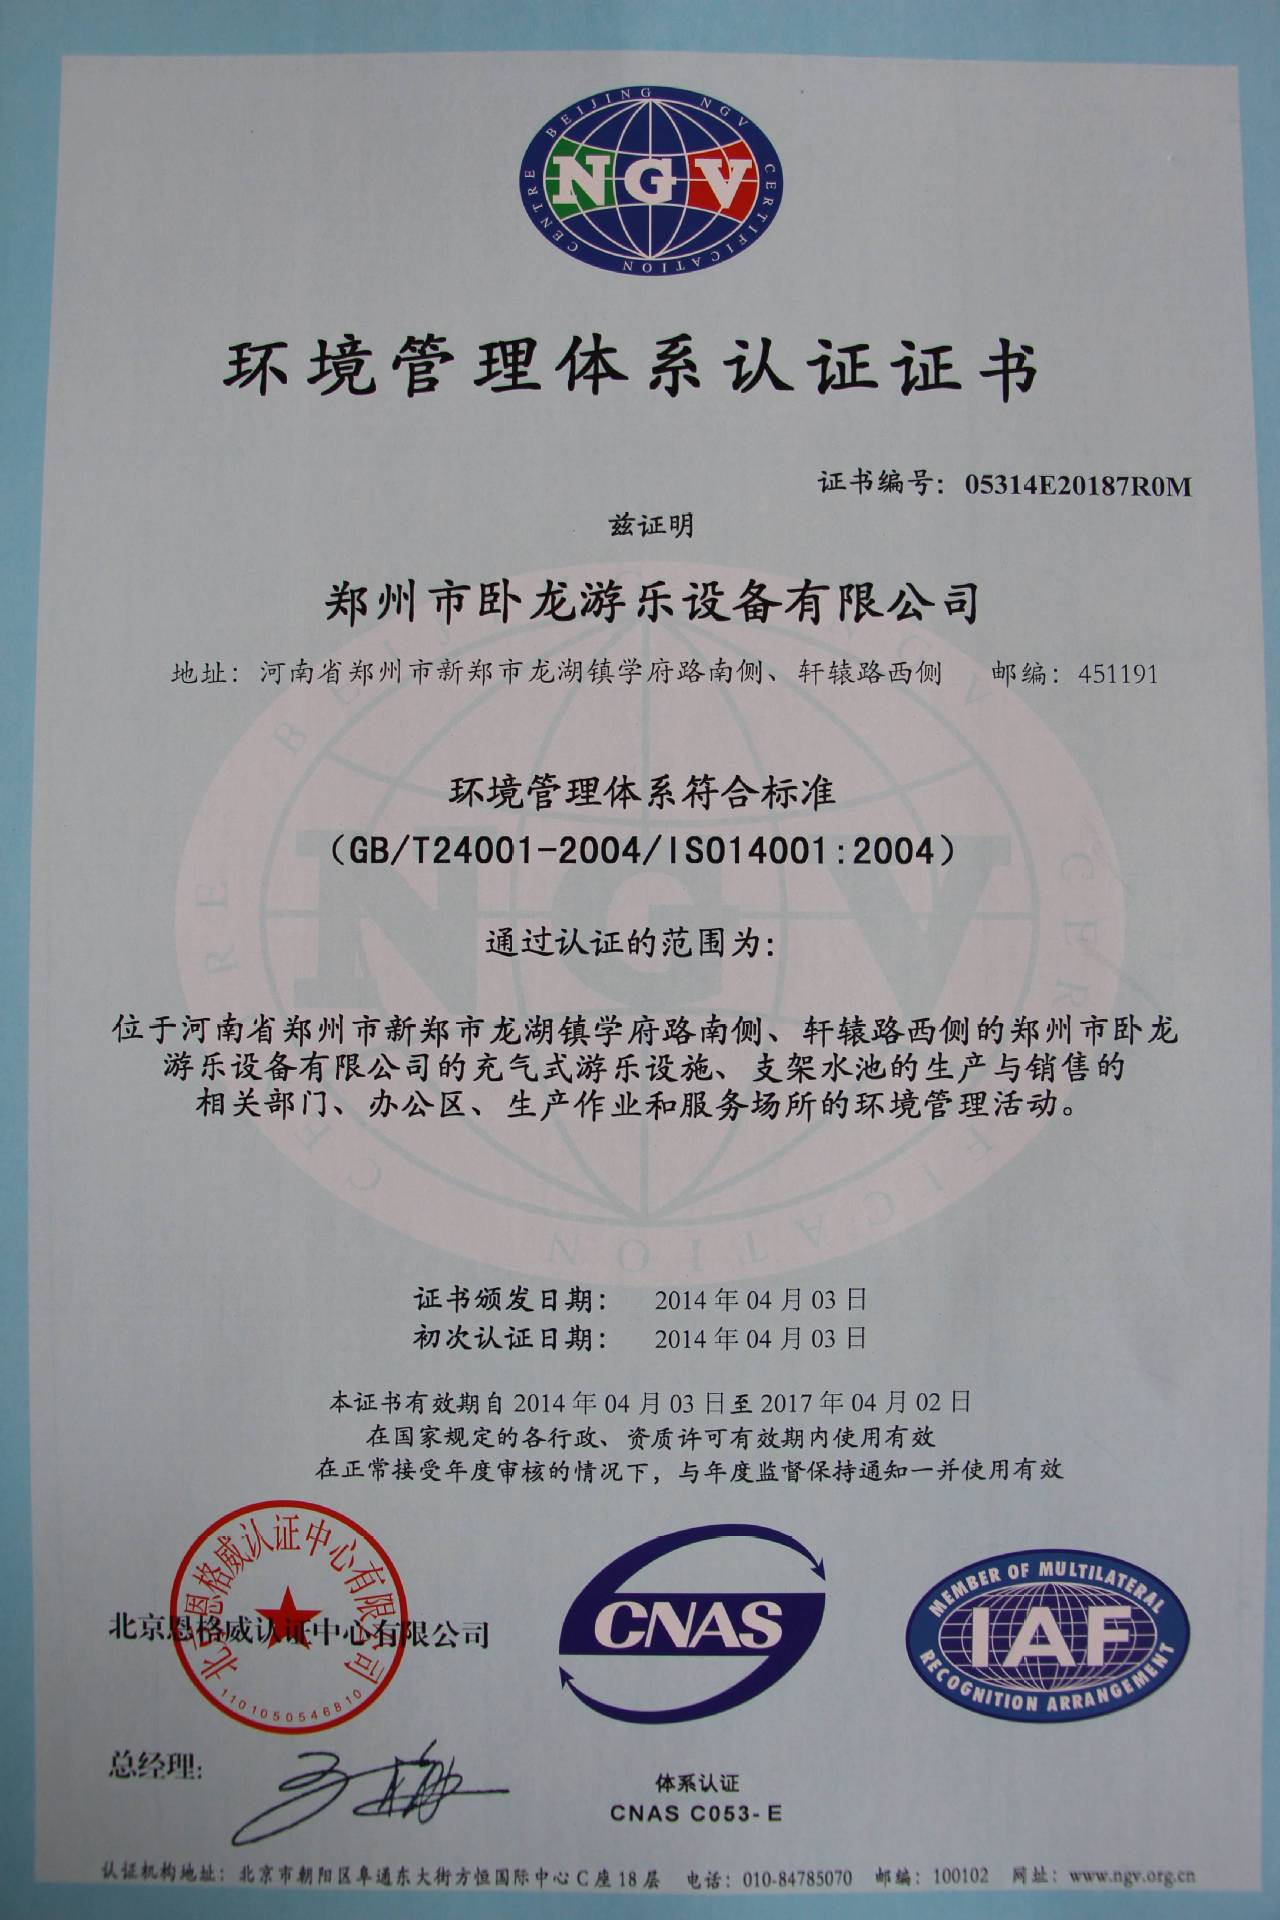 BEIJING NGV CERTIFICATION CENTRE
NGV
环境管理体系认证证书
证书编号：05314E20187R0M
兹证明
郑州市卧龙游乐设备有限公司
地址：河南省郑州市新郑市龙湖镇学府路南侧、轩辕路西侧 邮编：451191
环境管理体系符合标准
（GB/T24001-2004/ISO14001:2004）
通过认证的范围为：
位于河南省郑州市新郑市龙湖镇学府路南侧、轩辕路西侧的郑州市卧龙
游乐设备有限公司的充气式游乐设施、支架水池的生产与销售的
相关部门、办公区、生产作业和服务场所的环境管理活动。
证书颁发日期： 2014年04月03日
初次认证日期： 2014年04月03日
本证书有效期自2014年04月03日至2017年04月02日
在国家规定的各行政、资质许可有效期内使用有效
在正常接受年度审核的情况下，与年度监督保持通知一并使用有效
北京恩格威认证中心有限公司
1101050546810
北京恩格威认证中心有限公司
CNAS
MEMBER OF MULTILATERAL
IAF
RECOGNITION ARRANGEMENT
总经理：
体系认证
CNAS C053-E
认证机构地址：北京市朝阳区阜通东大街方恒国际中心C座18层 电话：010-84785070 邮编：100102 网址：www.ngv.org.cn